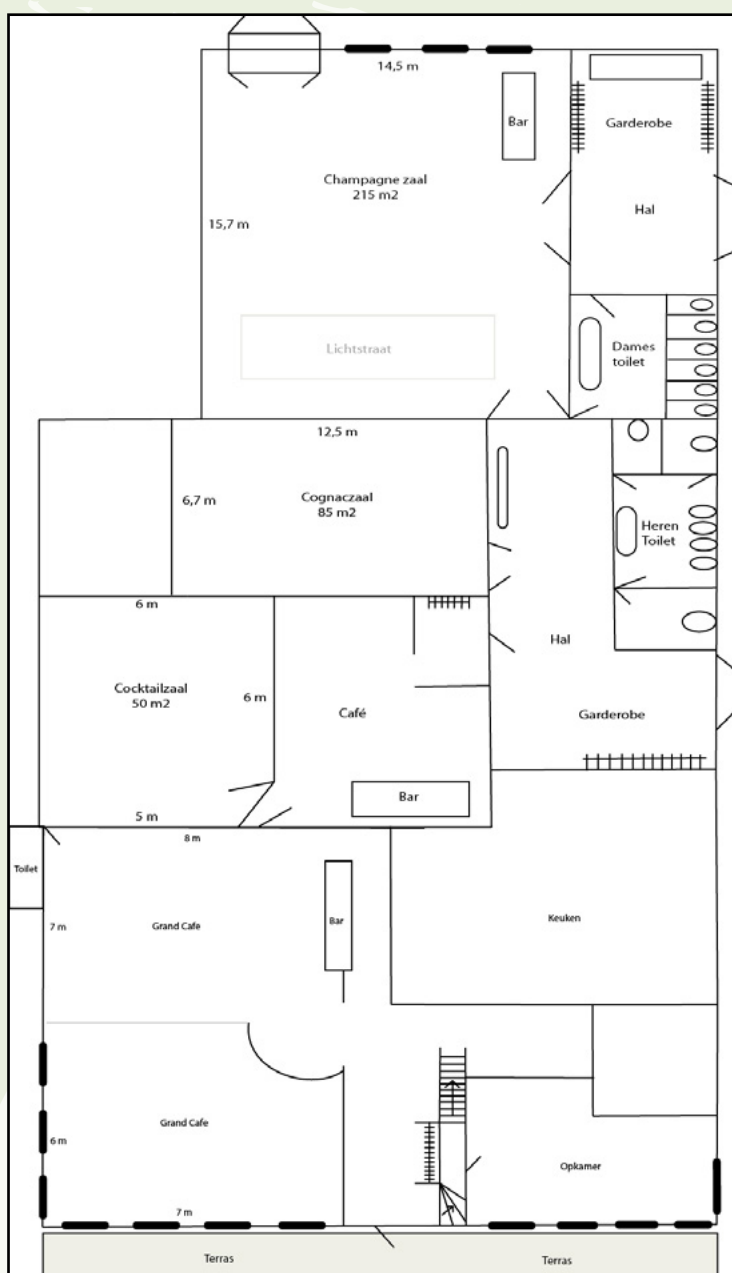 14,5 m
Bar
Garderobe
Champagne zaal
215 m2
Hal
15,7 m
Lichtstraat
Dames
toilet
12,5 m
6,7 m
Cognaczaal
85 m2
Heren
Toilet
6 m
Hal
Cocktailzaal
50 m2
6 m
Café
Garderobe
Bar
5 m
8 m
Toilet
7 m
Grand Cafe
Bar
Keuken
Grand Cafe
6 m
7 m
Opkamer
Terras
Terras